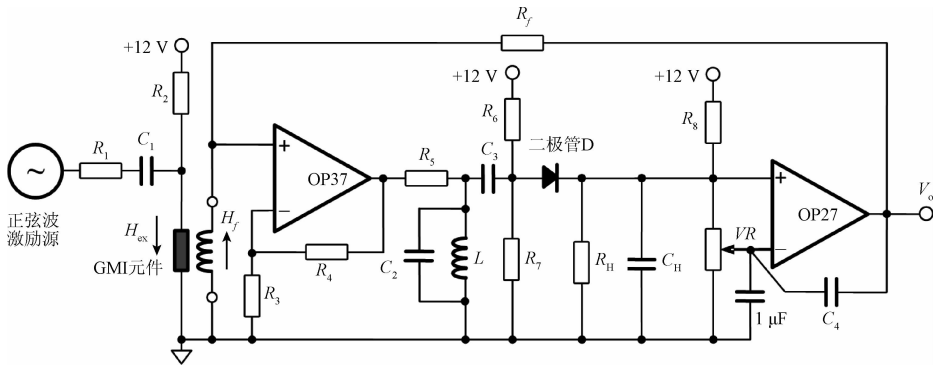 R_f
+12 V
+12 V
+12 V
R_2
R_6
R_8
R_1
C_1
+
OP37
−
R_5
C_3
二极管D
+
OP27
−
V_o
~
正弦波
激励源
H_ex
GMI元件
H_f
R_4
R_3
C_2
L
R_7
R_H
C_H
VR
1 μF
C_4